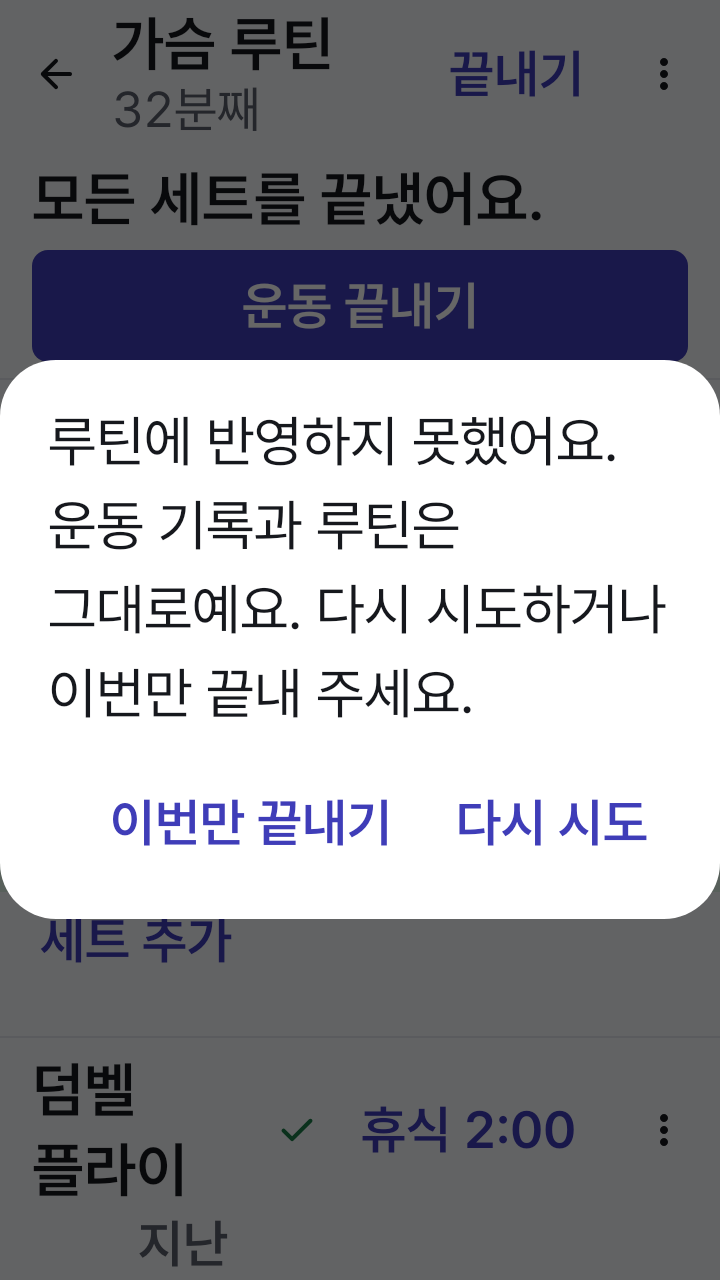 가슴 루틴
32분째
끝내기
모든 세트를 끝냈어요.
운동 끝내기
루틴에 반영하지 못했어요.
운동 기록과 루틴은
그대로예요. 다시 시도하거나
이번만 끝내 주세요.
이번만 끝내기
다시 시도
세트 추가
덤벨
플라이
휴식 2:00
지난